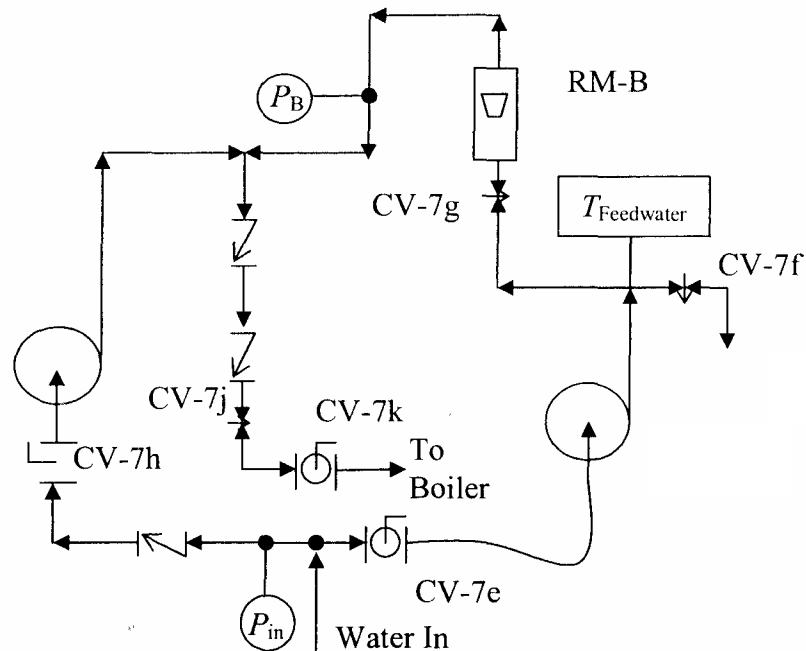 RM-B
P_B
CV-7g
T_Feedwater
CV-7f
CV-7j
CV-7k
CV-7h
To
Boiler
CV-7e
P_in
Water In